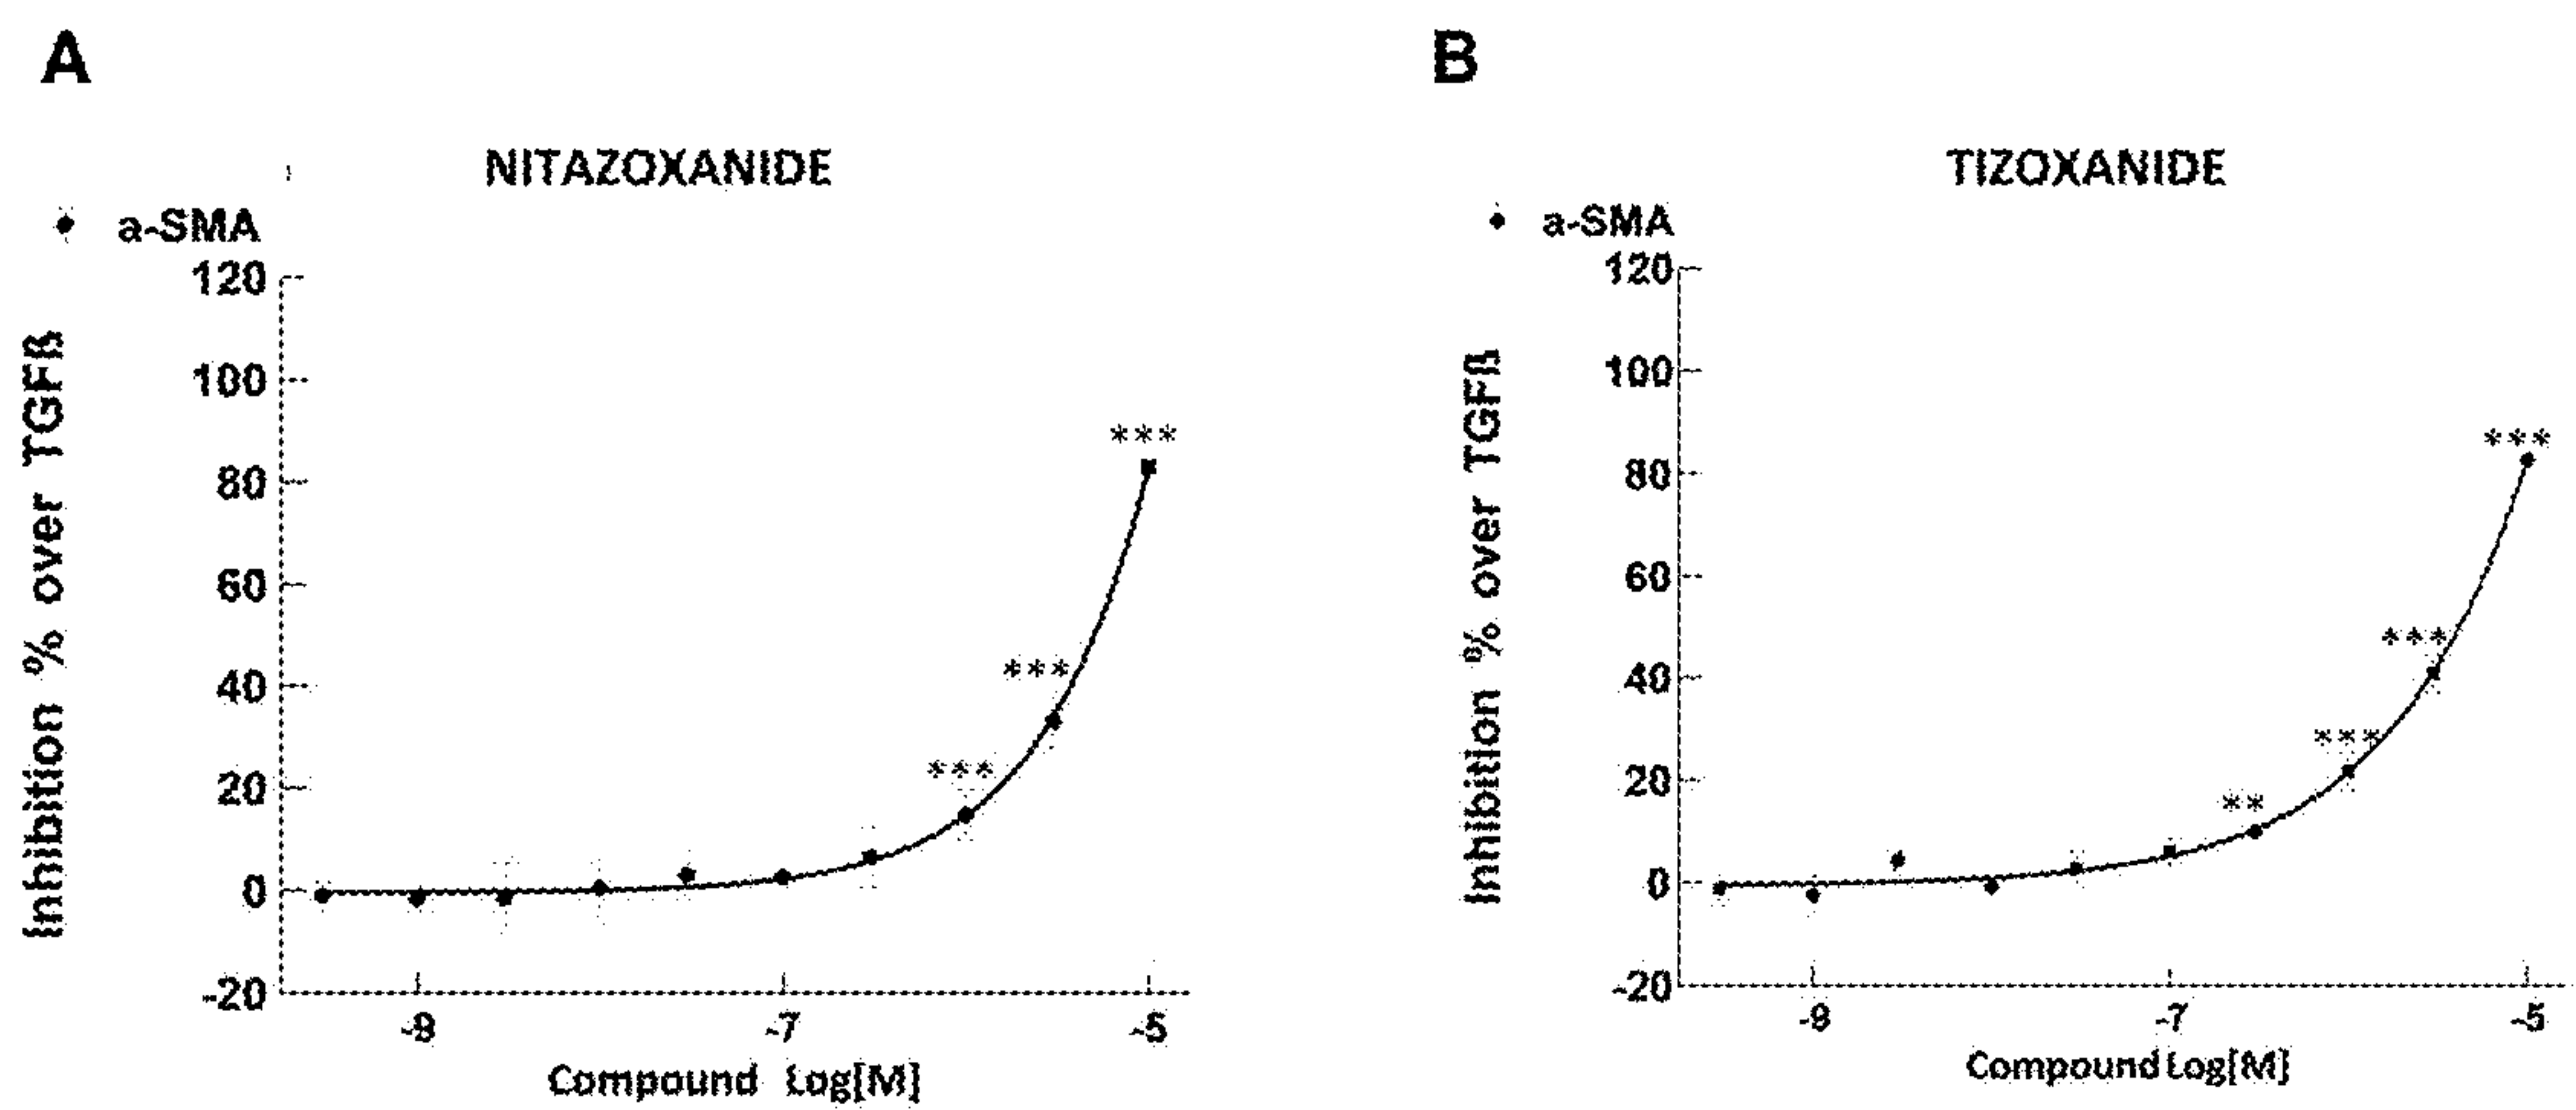 A
NITAZOXANIDE
a-SMA
120
100
80
60
40
20
0
-20
Inhibition % over TGFß
***
***
***
-9
-7
-5
Compound Log[M]
B
TIZOXANIDE
a-SMA
120
100
80
60
40
20
0
-20
Inhibition % over TGFß
***
***
***
**
-9
-7
-5
Compound Log[M]